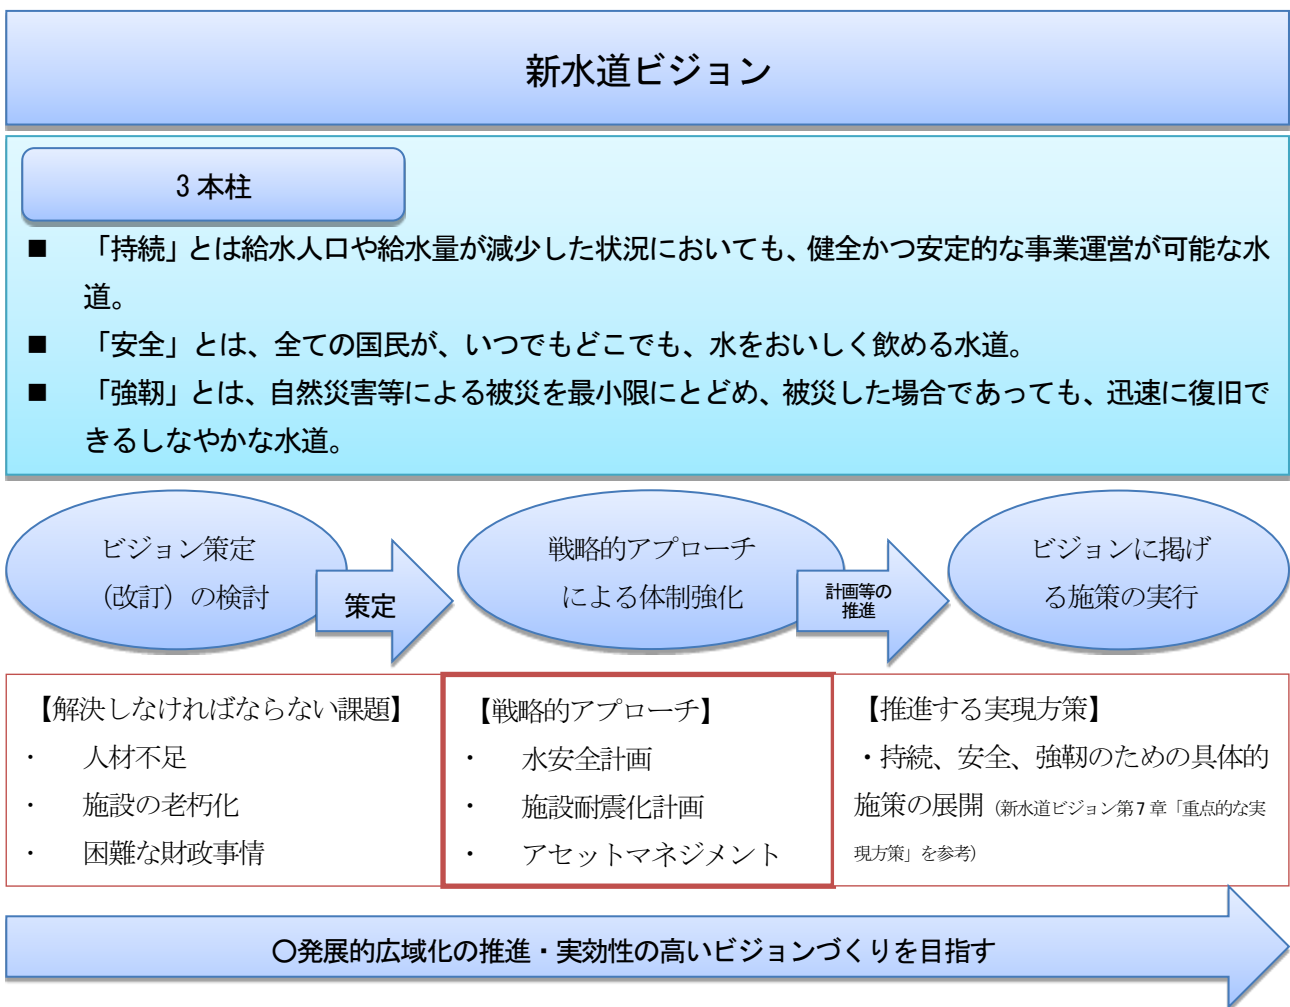 新水道ビジョン
3本柱
■ 「持続」とは給水人口や給水量が減少した状況においても、健全かつ安定的な事業運営が可能な水
道。
■ 「安全」とは、全ての国民が、いつでもどこでも、水をおいしく飲める水道。
■ 「強靭」とは、自然災害等による被災を最小限にとどめ、被災した場合であっても、迅速に復旧で
きるしなやかな水道。
ビジョン策定
（改訂）の検討
策定
戦略的アプローチ
による体制強化
計画等の
推進
ビジョンに掲げ
る施策の実行
【解決しなければならない課題】
・ 人材不足
・ 施設の老朽化
・ 困難な財政事情
【戦略的アプローチ】
・ 水安全計画
・ 施設耐震化計画
・ アセットマネジメント
【推進する実現方策】
・持続、安全、強靭のための具体的
施策の展開（新水道ビジョン第7章「重点的な実
現方策」を参考）
○発展的広域化の推進・実効性の高いビジョンづくりを目指す